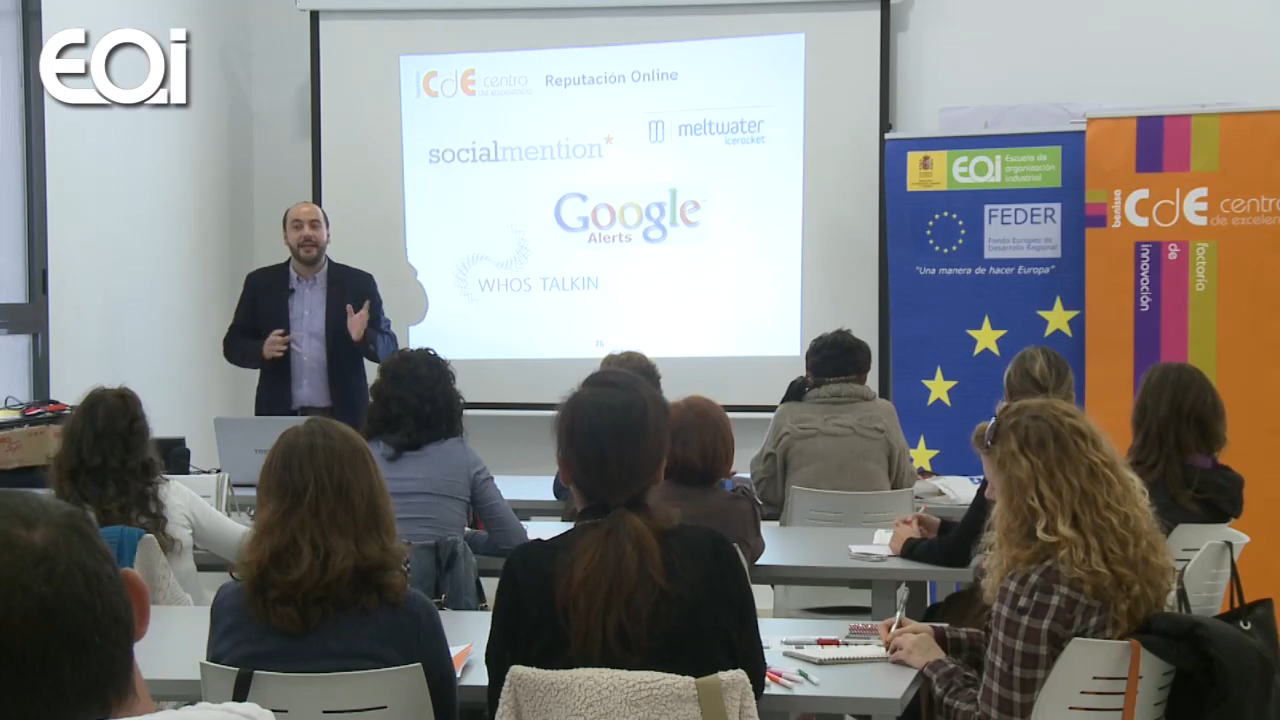 EOi
CdE centro
de excelencia
Reputación Online
socialmention*
meltwater
icerocket
Google
Alerts
WHOS TALKIN
EOi Escuela de
organización
industrial
FEDER
Fondo Europeo de
Desarrollo Regional
"Una manera de hacer Europa"
benissa
CdE centro
de excelen
innovación
de
factoría